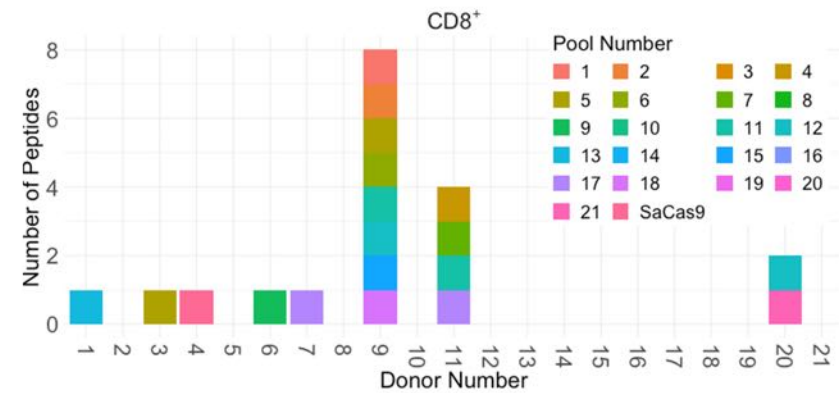 CD8⁺
Pool Number
1 2 3 4
5 6 7 8
9 10 11 12
13 14 15 16
17 18 19 20
21 SaCas9
Number of Peptides
8
6
4
2
0
1 2 3 4 5 6 7 8 9 10 11 12 13 14 15 16 17 18 19 20 21
Donor Number